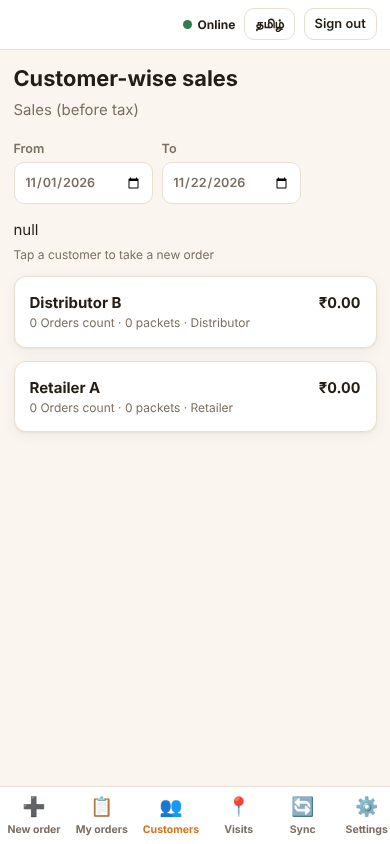 Online தமிழ் Sign out
Customer-wise sales
Sales (before tax)
From To
11/01/2026 11/22/2026
null
Tap a customer to take a new order
Distributor B ₹0.00
0 Orders count · 0 packets · Distributor
Retailer A ₹0.00
0 Orders count · 0 packets · Retailer
New order My orders Customers Visits Sync Settings